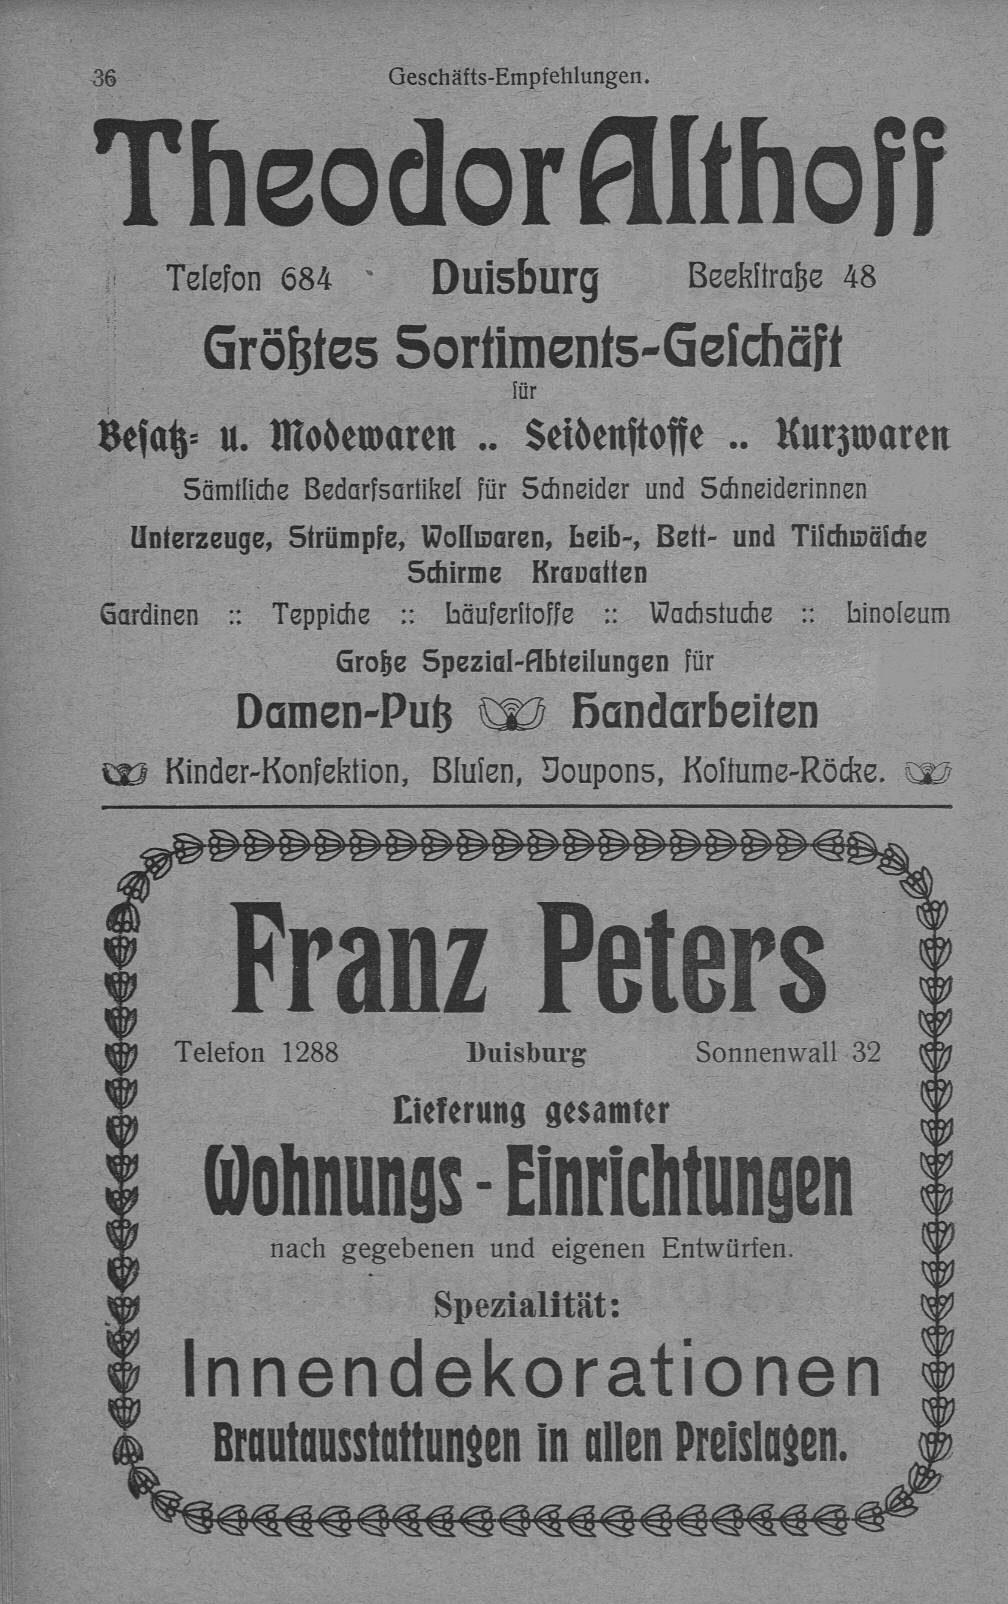 36
Geschäfts-Empfehlungen.
Theodor Althoff
Telefon 684 Duisburg Beekſtraße 48
Größtes Sortiments-Geſchäft
für
Beſatz- u. Modewaren .. Seidenſtoffe .. Kurzwaren
Sämtliche Bedarfsartikel für Schneider und Schneiderinnen
Unterzeuge, Strümpfe, Wollwaren, Leib-, Bett- und Tiſchwäſche
Schirme Kravatten
Gardinen :: Teppiche :: Läuferſtoffe :: Wachstuche :: Linoleum
Große Spezial-Abteilungen für
Damen-Putz Handarbeiten
Kinder-Konfektion, Bluſen, Joupons, Koſtume-Röcke.
Franz Peters
Telefon 1288 Duisburg Sonnenwall 32
Lieferung gesamter
Wohnungs - Einrichtungen
nach gegebenen und eigenen Entwürfen.
Spezialität:
Innendekorationen
Brautausstattungen in allen Preislagen.